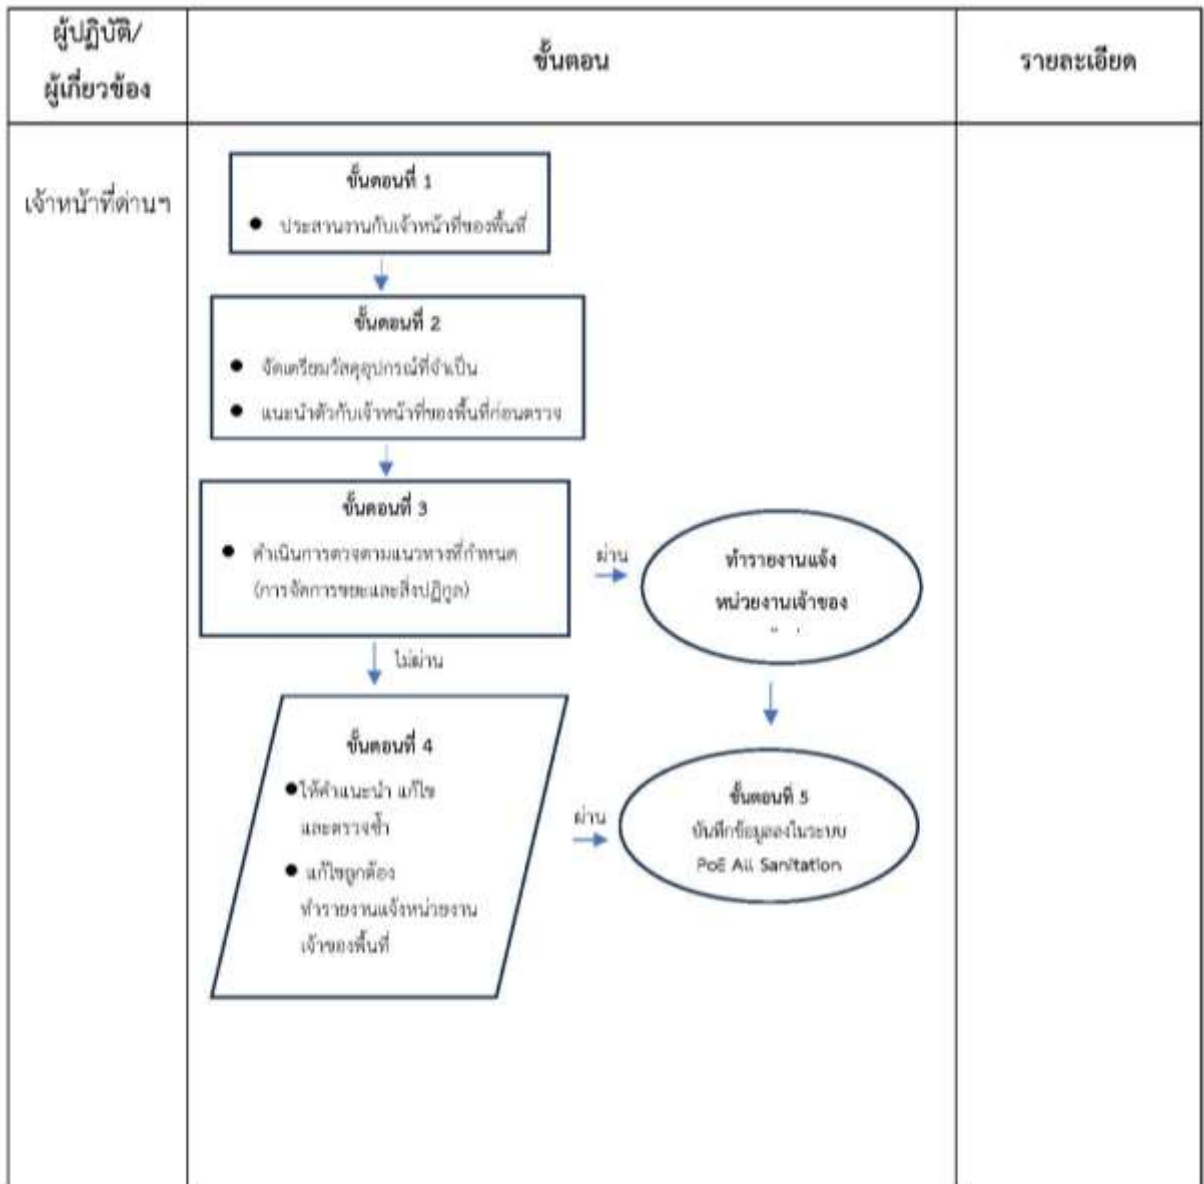 ผู้ปฏิบัติ/
ผู้เกี่ยวข้อง
ขั้นตอน
รายละเอียด
เจ้าหน้าที่ด่านฯ
ขั้นตอนที่ 1
● ประสานงานกับเจ้าหน้าที่ของพื้นที่
ขั้นตอนที่ 2
● จัดเตรียมวัสดุอุปกรณ์ที่จำเป็น
● แนะนำตัวกับเจ้าหน้าที่ของพื้นที่ก่อนตรวจ
ขั้นตอนที่ 3
● ดำเนินการตวจตามแนวทางที่กำหนด
(การจัดการขยะและสิ่งปฏิกูล)
ผ่าน
ทำรายงานแจ้ง
หน่วยงานเจ้าของ
ไม่ผ่าน
ขั้นตอนที่ 4
● ให้คำแนะนำ แก้ไข
และตรวจซ้ำ
● แก้ไขถูกต้อง
ทำรายงานแจ้งหน่วยงาน
เจ้าของพื้นที่
ผ่าน
ขั้นตอนที่ 5
บันทึกข้อมูลลงในระบบ
PoE All Sanitation